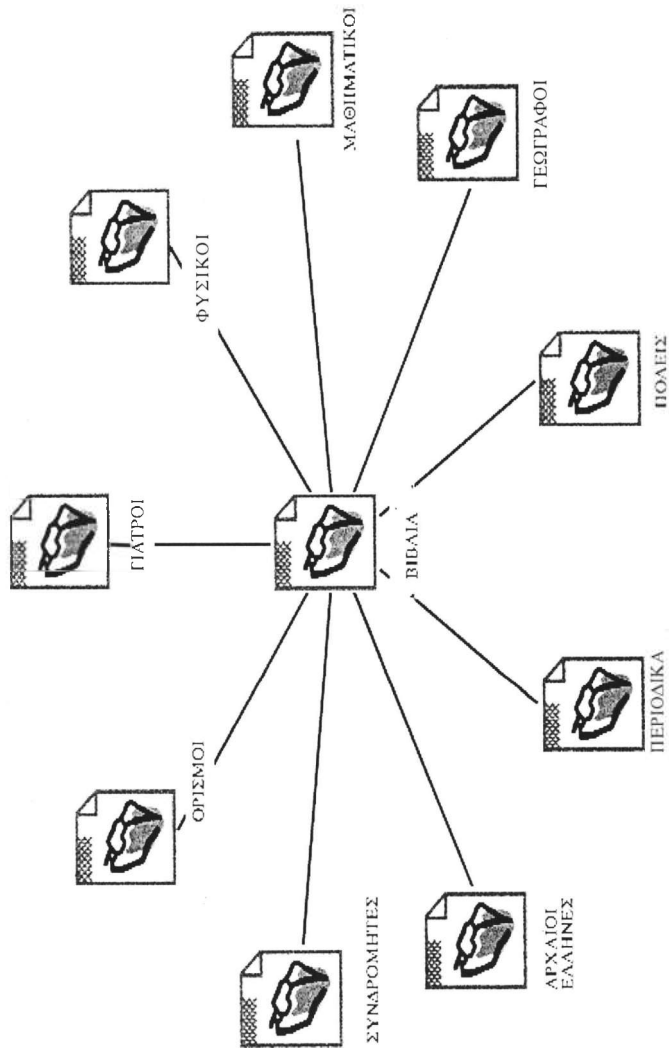 ΓΙΑΤΡΟΙ
ΟΡΙΣΜΟΙ
ΦΥΣΙΚΟΙ
ΣΥΝΔΡΟΜΗΤΕΣ
ΜΑΘΗΜΑΤΙΚΟΙ
ΒΙΒΛΙΑ
ΑΡΧΑΙΟΙ
ΕΛΛΗΝΕΣ
ΓΕΩΓΡΑΦΟΙ
ΠΕΡΙΟΔΙΚΑ
ΠΟΛΕΙΣ